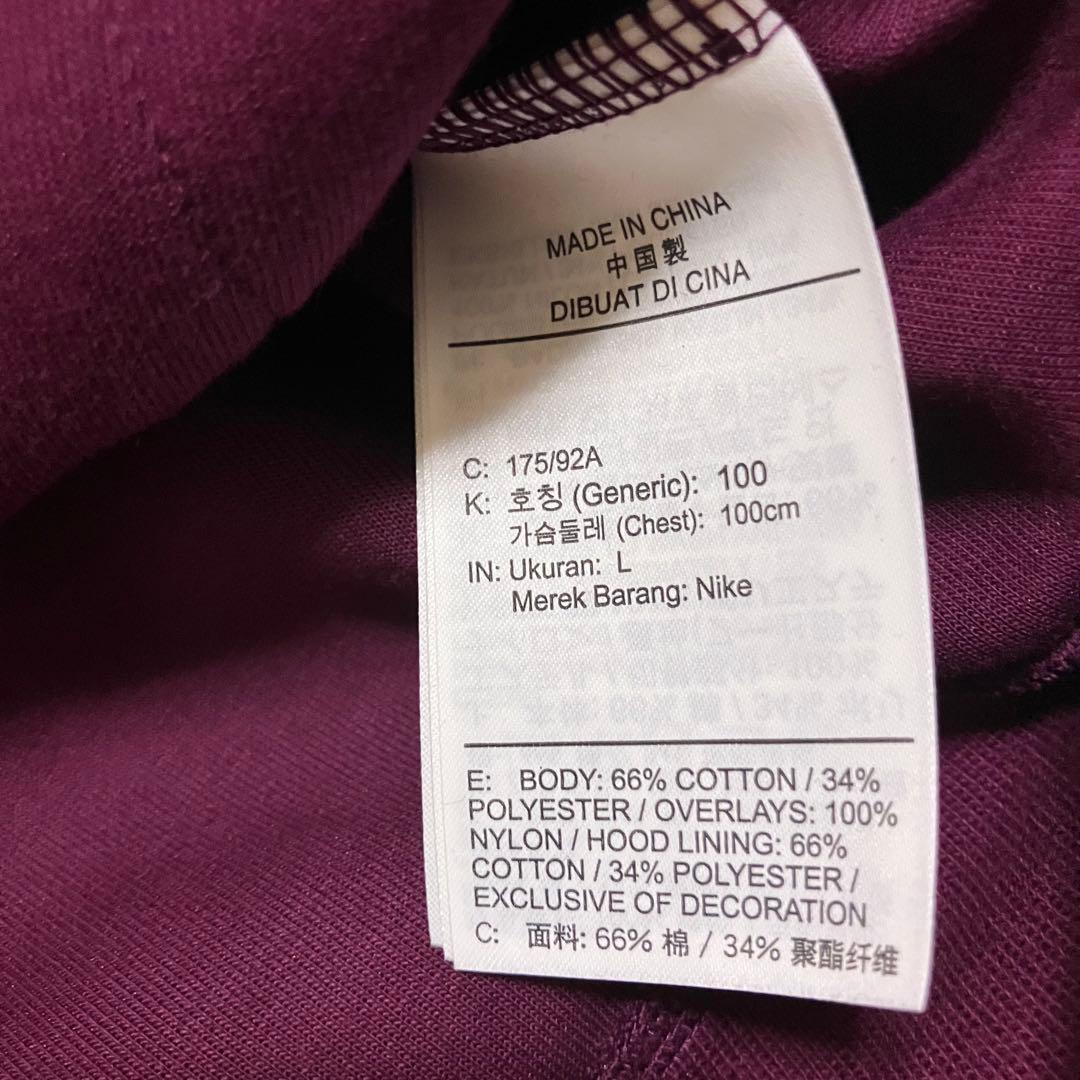 MADE IN CHINA
中国製
DIBUAT DI CINA
C: 175/92A
K: 호칭 (Generic): 100
가슴둘레 (Chest): 100cm
IN: Ukuran: L
Merek Barang: Nike
E: BODY: 66% COTTON / 34%
POLYESTER / OVERLAYS: 100%
NYLON / HOOD LINING: 66%
COTTON / 34% POLYESTER /
EXCLUSIVE OF DECORATION
C: 面料: 66% 棉 / 34% 聚酯纤维